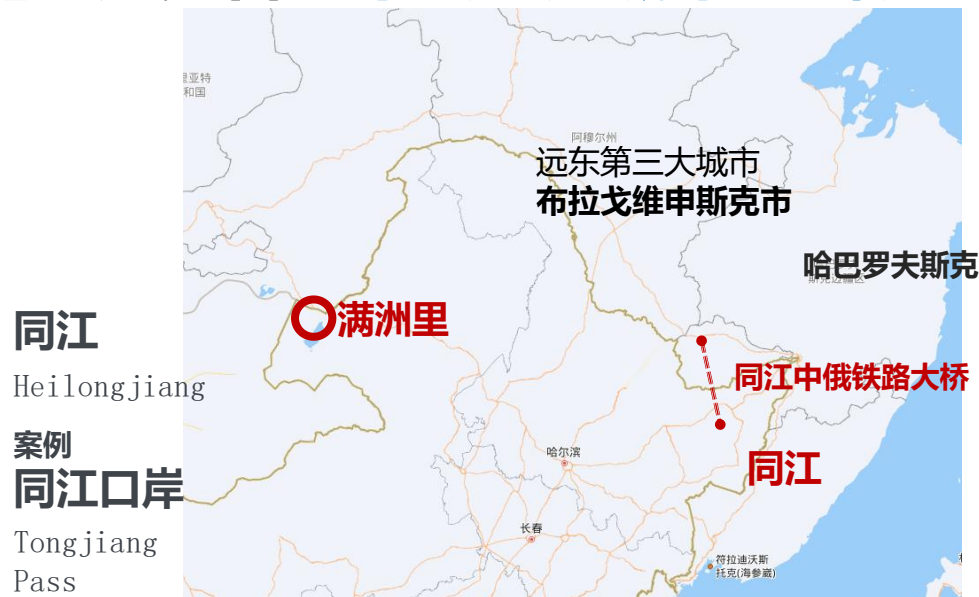 同江
Heilongjiang
案例
同江口岸
Tongjiang
Pass
和国
阿穆尔州
远东第三大城市
布拉戈维申斯克市
哈巴罗夫斯克
满洲里
同江中俄铁路大桥
同江
哈尔滨
长春
符拉迪沃斯
托克(海参崴)